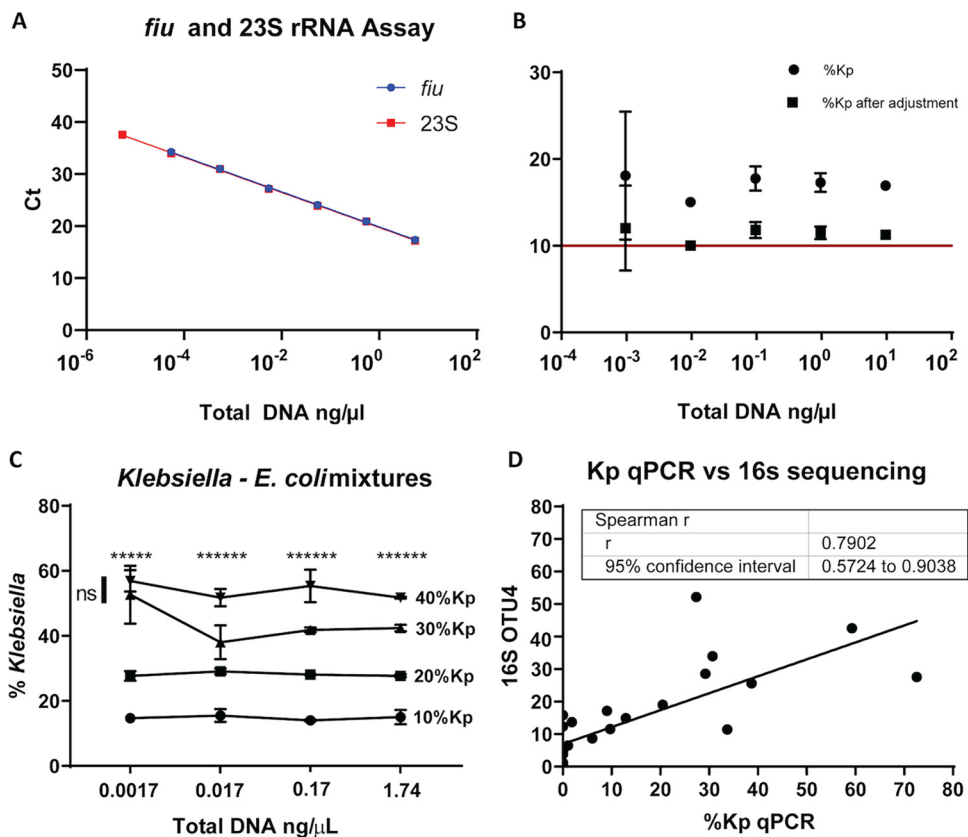 A
fiu and 23S rRNA Assay
50
40
30
20
10
0
Ct
fiu
23S
10⁻⁶ 10⁻⁴ 10⁻² 10⁰ 10²
Total DNA ng/µl
B
30
20
10
0
%Kp
%Kp after adjustment
10⁻⁴ 10⁻³ 10⁻² 10⁻¹ 10⁰ 10¹ 10²
Total DNA ng/µl
C
Klebsiella - E. coli mixtures
80
60
40
20
0
% Klebsiella
***** ****** ****** ******
ns
40%Kp
30%Kp
20%Kp
10%Kp
0.0017 0.017 0.17 1.74
Total DNA ng/µL
D
Kp qPCR vs 16s sequencing
80
70
60
50
40
30
20
10
0
16S OTU4
Spearman r
r 0.7902
95% confidence interval 0.5724 to 0.9038
0 10 20 30 40 50 60 70 80
%Kp qPCR